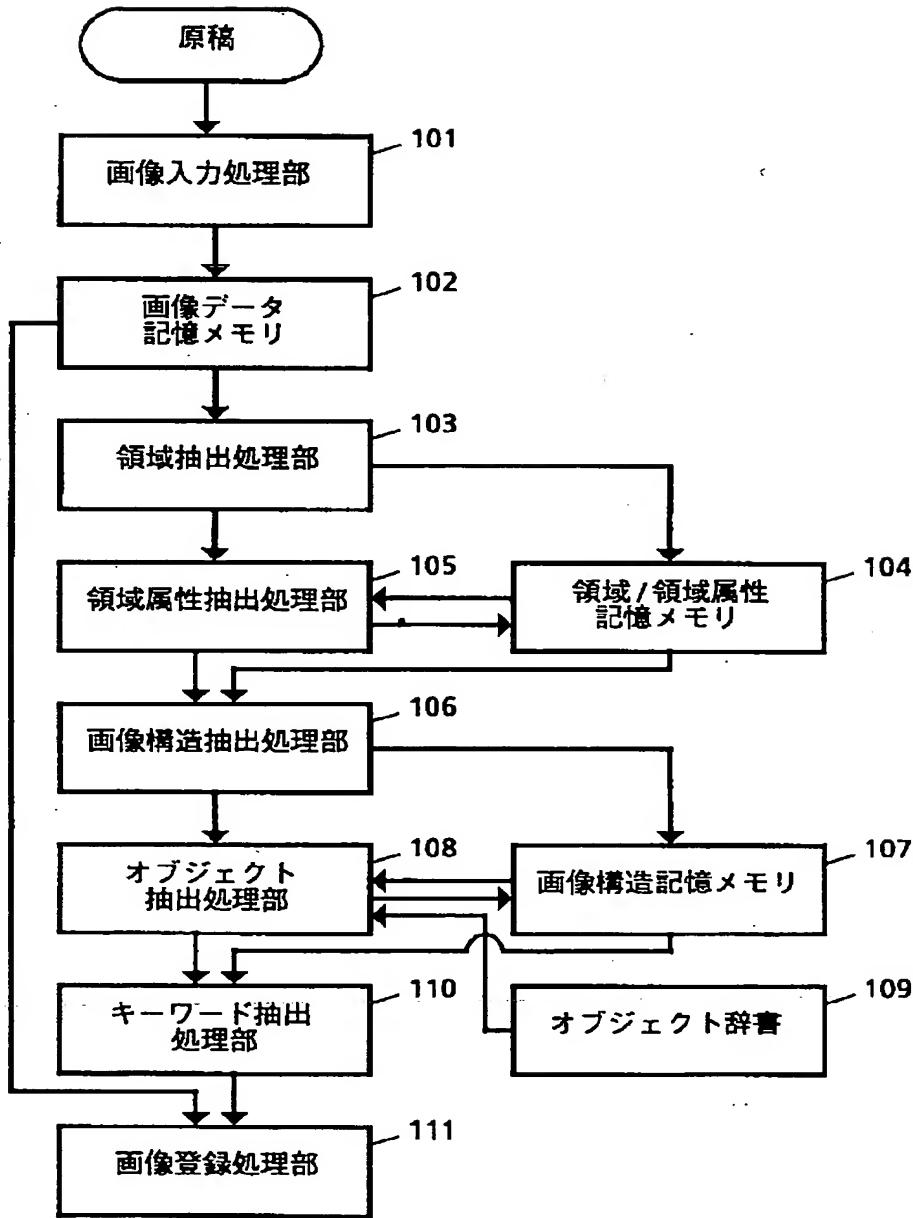 原稿
101
画像入力処理部
102
画像データ
記憶メモリ
103
領域抽出処理部
105
領域属性抽出処理部
104
領域/領域属性
記憶メモリ
106
画像構造抽出処理部
108
オブジェクト
抽出処理部
107
画像構造記憶メモリ
110
キーワード抽出
処理部
109
オブジェクト辞書
111
画像登録処理部